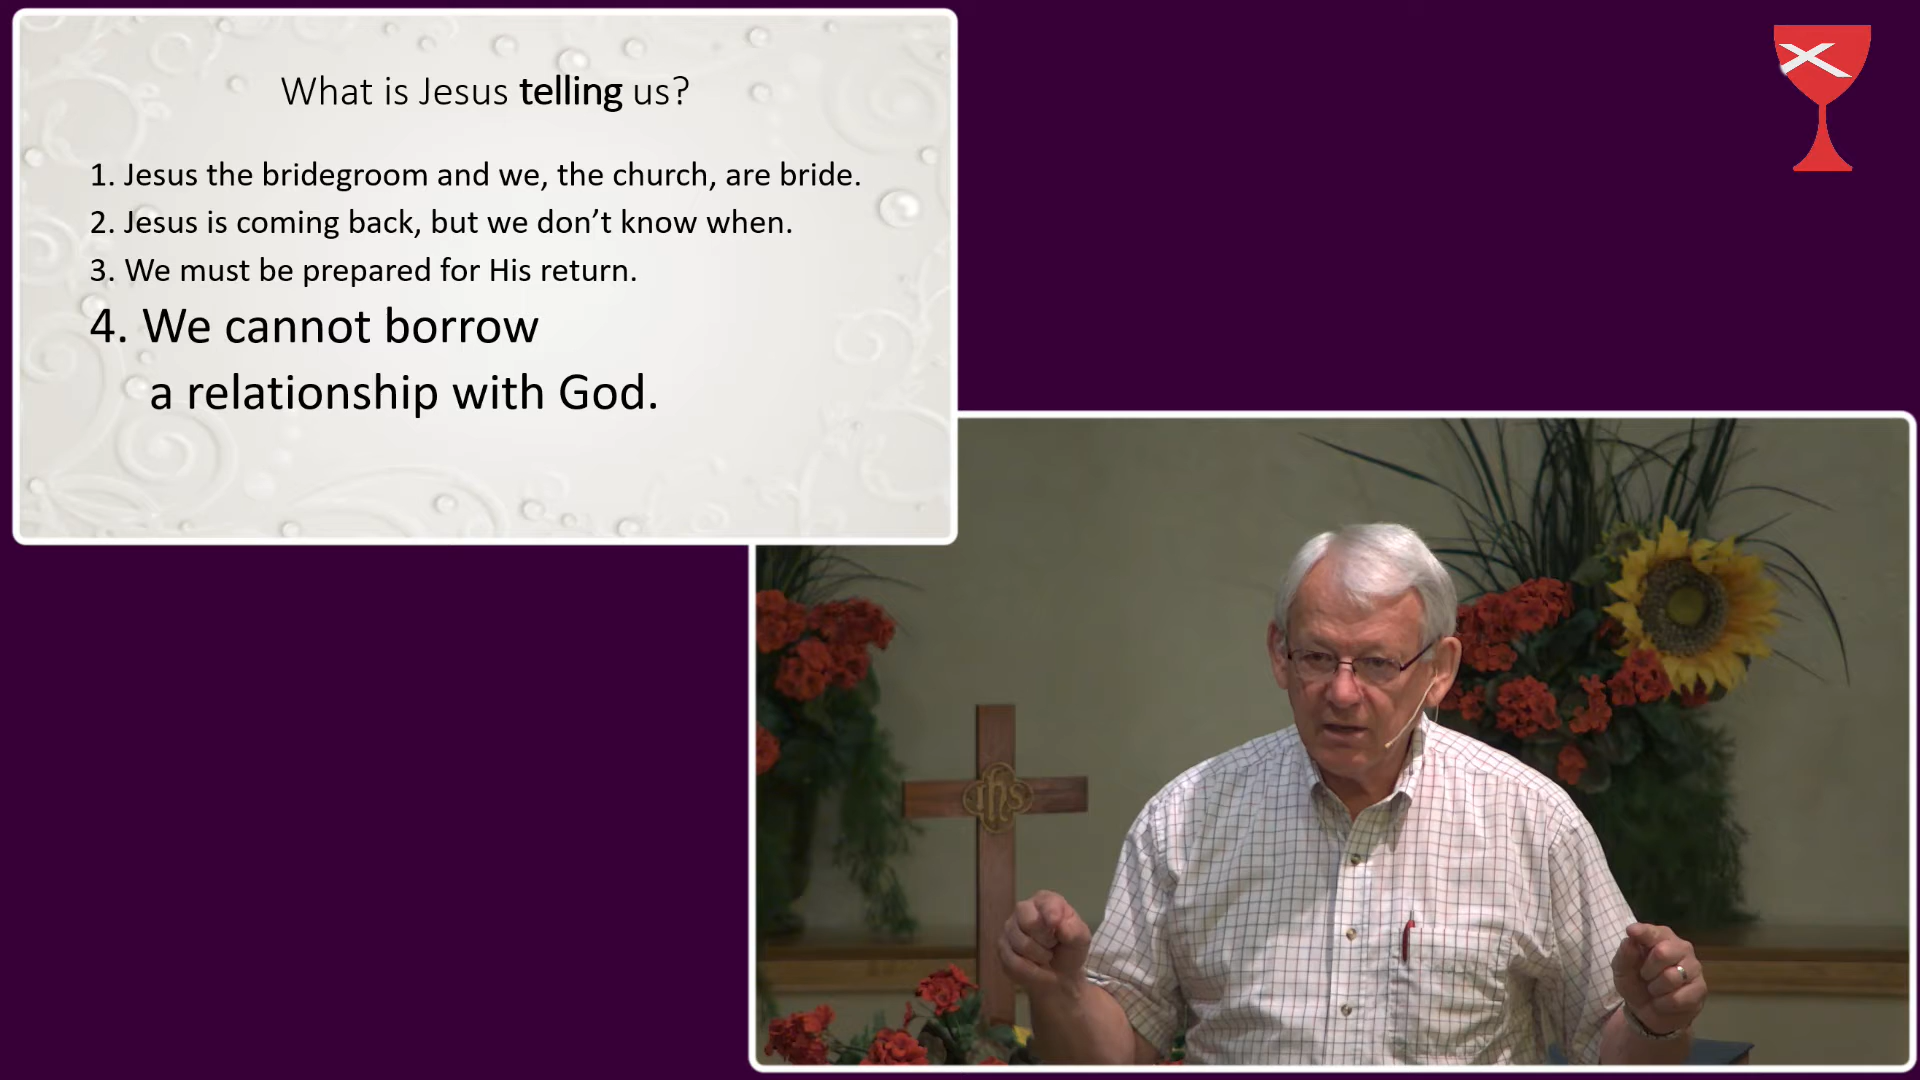 What is Jesus telling us?
1. Jesus the bridegroom and we, the church, are bride.
2. Jesus is coming back, but we don’t know when.
3. We must be prepared for His return.
4. We cannot borrow
a relationship with God.
IHS